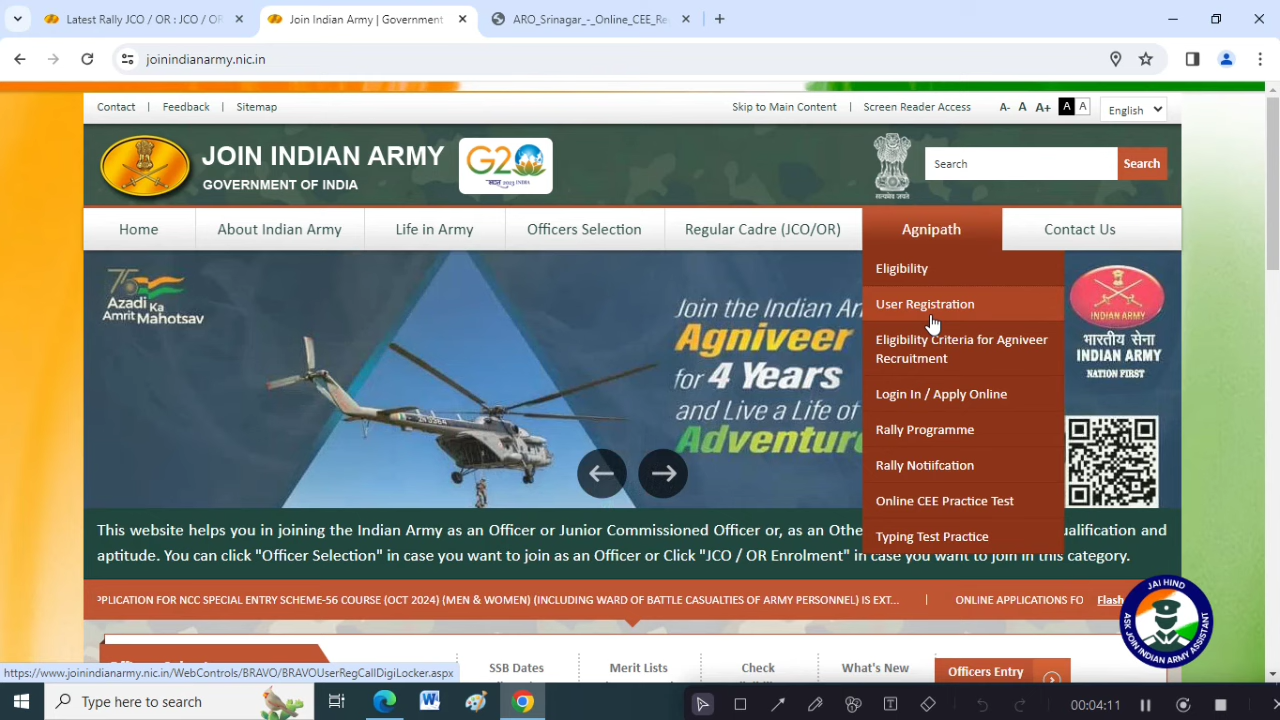 Latest Rally JCO / OR : JCO / OR
Join Indian Army | Government
ARO_Srinagar_-_Online_CEE_Re
joinindianarmy.nic.in
Contact | Feedback | Sitemap
Skip to Main Content | Screen Reader Access A- A A+ A A English
JOIN INDIAN ARMY
GOVERNMENT OF INDIA
G20
सत्यमेव जयते
Search Search
Home About Indian Army Life in Army Officers Selection Regular Cadre (JCO/OR) Agnipath Contact Us
Eligibility
User Registration
Eligibility Criteria for Agniveer
Recruitment
Login In / Apply Online
Rally Programme
Rally Notiifcation
Online CEE Practice Test
Typing Test Practice
75
Azadi Ka
Amrit Mahotsav
Join the Indian Ar
Agniveer
for 4 Years
and Live a Life of
Adventur
INDIAN ARMY
भारतीय सेना
INDIAN ARMY
NATION FIRST
This website helps you in joining the Indian Army as an Officer or Junior Commissioned Officer or, as an Othe ualification and
aptitude. You can click "Officer Selection" in case you want to join as an Officer or Click "JCO / OR Enrolment" in case you want to join in this category.
PLICATION FOR NCC SPECIAL ENTRY SCHEME-56 COURSE (OCT 2024) (MEN & WOMEN) (INCLUDING WARD OF BATTLE CASUALTIES OF ARMY PERSONNEL) IS EXT... | ONLINE APPLICATIONS FO Flash
JAI HIND
ASK JOIN INDIAN ARMY ASSISTANT
SSB Dates Merit Lists Check What's New
Officers Entry
https://www.joinindianarmy.nic.in/WebControls/BRAVO/BRAVOUserRegCallDigiLocker.aspx
Type here to search
00:04:11